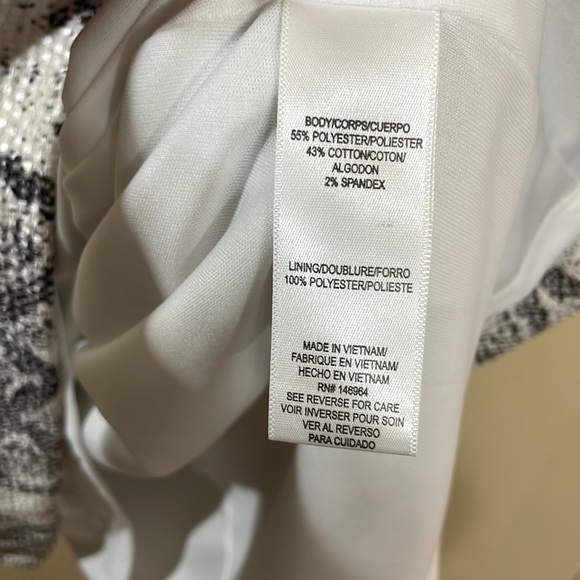 BODY/CORPS/CUERPO
55% POLYESTER/POLIESTER
43% COTTON/COTON/
ALGODON
2% SPANDEX
LINING/DOUBLURE/FORRO
100% POLYESTER/POLIESTE
MADE IN VIETNAM/
FABRIQUE EN VIETNAM/
HECHO EN VIETNAM
RN# 146964
SEE REVERSE FOR CARE
VOIR INVERSER POUR SOIN
VER AL REVERSO
PARA CUIDADO